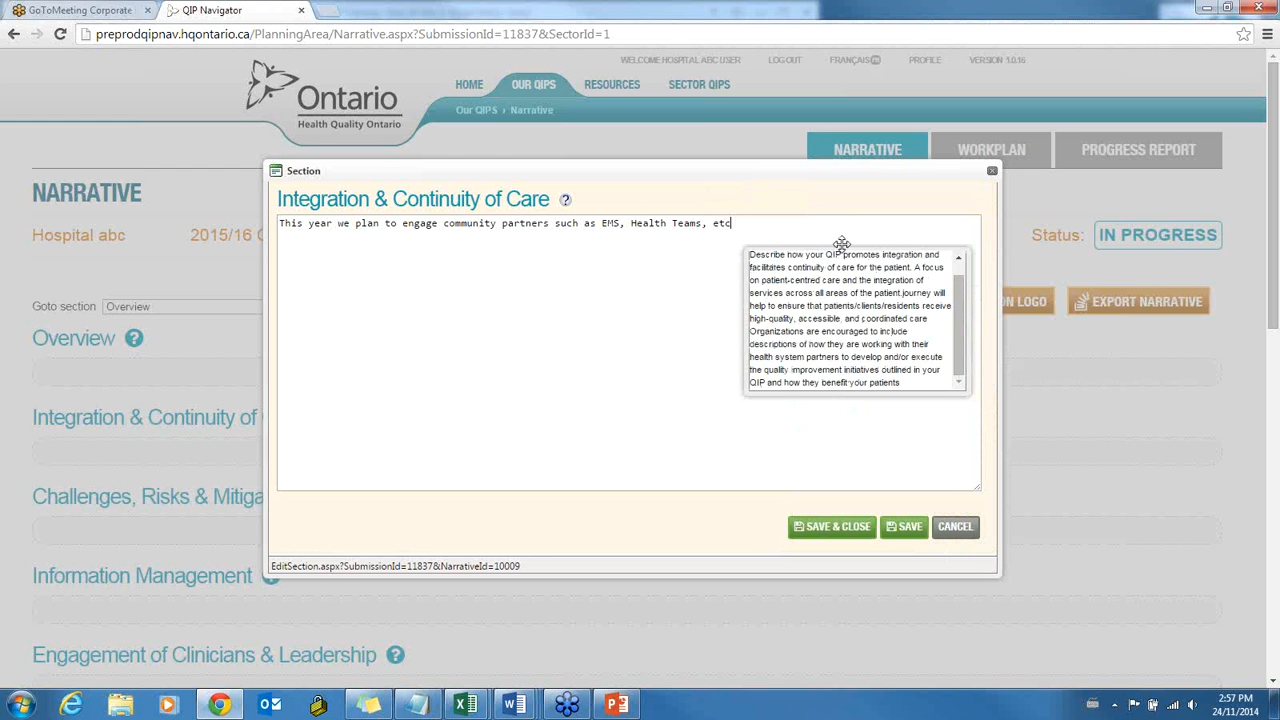 GoToMeeting Corporate
QIP Navigator
preprodqipnav.hqontario.ca/PlanningArea/Narrative.aspx?SubmissionId=11837&SectorId=1
WELCOME HOSPITAL ABC USER
LOG OUT
FRANÇAIS
PROFILE
VERSION 1.0.16
Ontario
Health Quality Ontario
HOME
OUR QIPS
RESOURCES
SECTOR QIPS
Our QIPS › Narrative
NARRATIVE
WORKPLAN
PROGRESS REPORT
NARRATIVE
Hospital abc
2015/16
Status: IN PROGRESS
Goto section
Overview
ON LOGO
EXPORT NARRATIVE
Overview ?
Integration & Continuity of
Challenges, Risks & Mitiga
Information Management
Engagement of Clinicians & Leadership ?
Section
Integration & Continuity of Care ?
This year we plan to engage community partners such as EMS, Health Teams, etc
Describe how your QIP promotes integration and
facilitates continuity of care for the patient. A focus
on patient-centred care and the integration of
services across all areas of the patient journey will
help to ensure that patients/clients/residents receive
high-quality, accessible, and coordinated care
Organizations are encouraged to include
descriptions of how they are working with their
health system partners to develop and/or execute
the quality improvement initiatives outlined in your
QIP and how they benefit your patients
SAVE & CLOSE
SAVE
CANCEL
EditSection.aspx?SubmissionId=11837&NarrativeId=10009
2:57 PM
24/11/2014